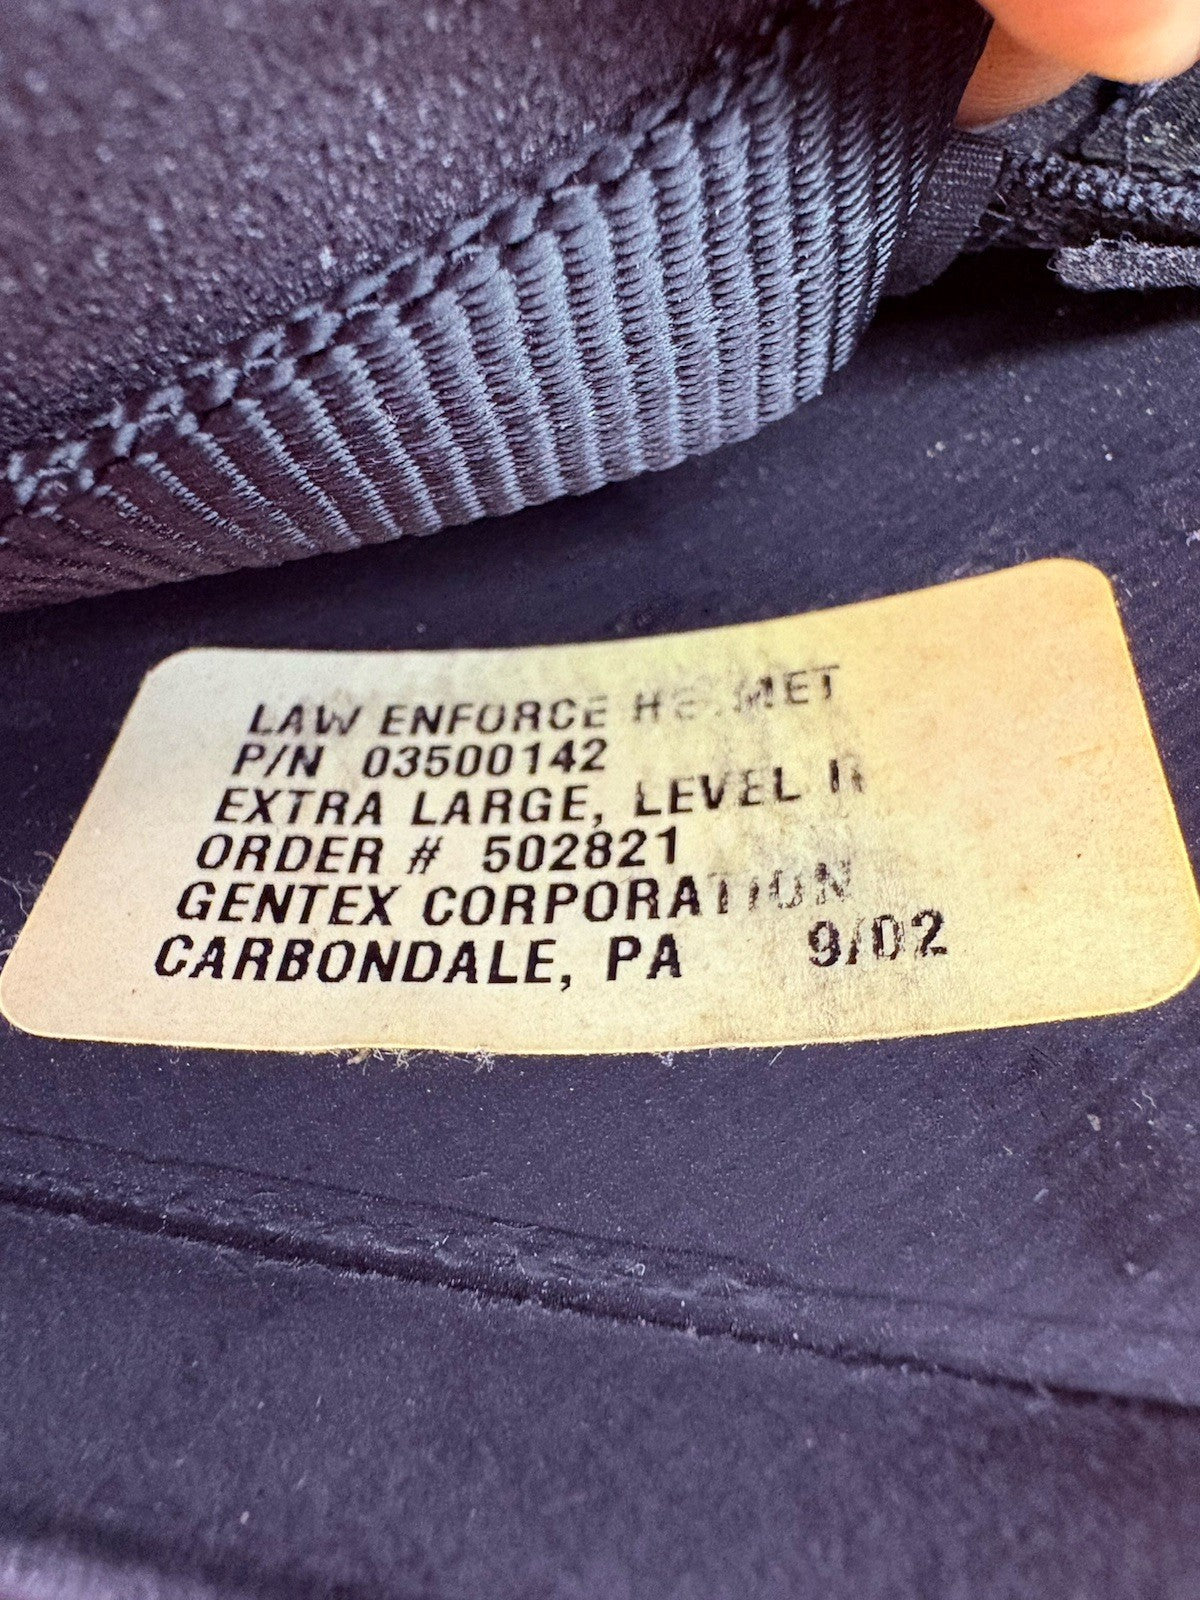 LAW ENFORCE HELMET
P/N 03500142
EXTRA LARGE, LEVEL II
ORDER # 502821
GENTEX CORPORATION
CARBONDALE, PA 9/02